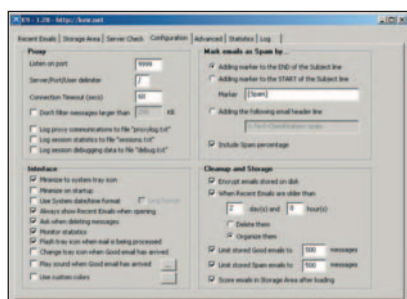 K9 - 1.28 - http://keir.net
Recent Emails | Storage Area | Server Check Configuration Advanced | Statistics | Log
Proxy
Listen on port 9999
Server/Port/User delimiter /
Connection Timeout (secs) 60
Don't filter messages larger than KB
Log proxy communications to file "proxylog.txt"
Log session statistics to file "sessions.txt"
Log session debugging data to file "debug.txt"
Mark emails as Spam by...
Adding marker to the END of the Subject line
Adding marker to the START of the Subject line
Marker [Spam]
Adding the following email header line
Include Spam percentage
Interface
Minimize to system tray icon
Minimize on startup
Use System date/time format
Always show Recent Emails when opening
Ask when deleting messages
Monitor statistics
Flash tray icon when mail is being processed
Change tray icon when Good email has arrived
Play sound when Good email has arrived ...
Use custom colors ...
Cleanup and Storage
Encrypt emails stored on disk
When Recent Emails are older than
2 day(s) and 0 hour(s)
Delete them
Organize them
Limit stored Good emails to 500 messages
Limit stored Spam emails to 500 messages
Score emails in Storage Area after loading